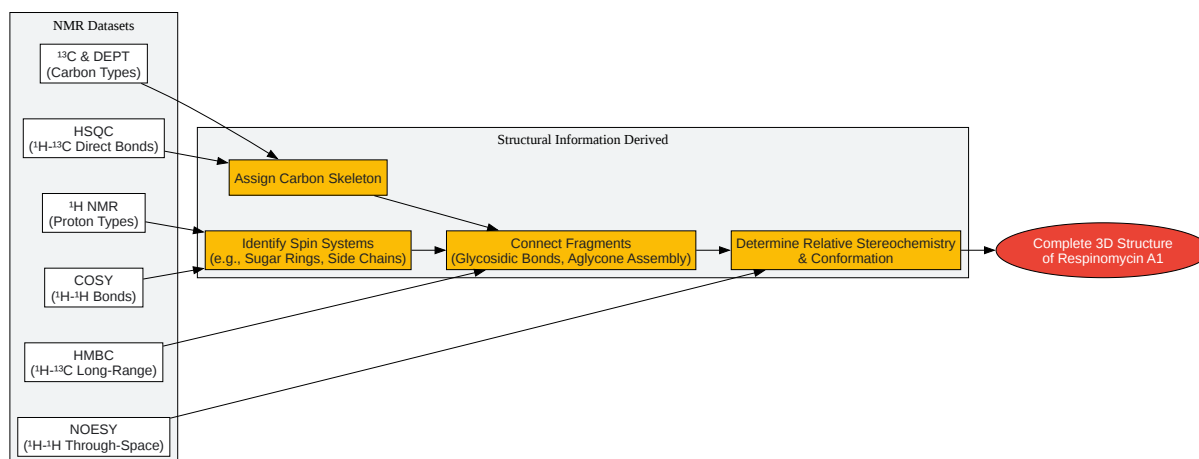 NMR Datasets
¹³C & DEPT
(Carbon Types)
HSQC
(¹H-¹³C Direct Bonds)
¹H NMR
(Proton Types)
COSY
(¹H-¹H Bonds)
HMBC
(¹H-¹³C Long-Range)
NOESY
(¹H-¹H Through-Space)
Structural Information Derived
Assign Carbon Skeleton
Identify Spin Systems
(e.g., Sugar Rings, Side Chains)
Connect Fragments
(Glycosidic Bonds, Aglycone Assembly)
Determine Relative Stereochemistry
& Conformation
Complete 3D Structure
of Respinomycin A1